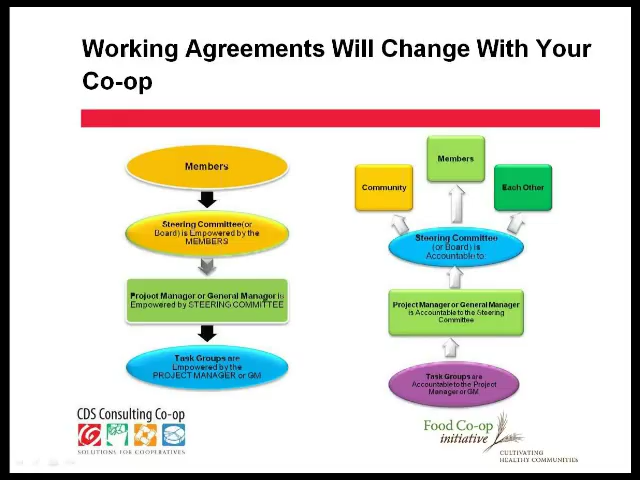 Working Agreements Will Change With Your
Co-op
Members
Steering Committee(or
Board) is Empowered by the
MEMBERS
Project Manager or General Manager is
Empowered by STEERING COMMITTEE
Task Groups are
Empowered by the
PROJECT MANAGER or GM
Members
Community
Each Other
Steering Committee
(or Board) is
Accountable to
Project Manager or General Manager
is Accountable to the Steering
Committee
Task Groups are
Accountable to the Project
Manager or GM
CDS Consulting Co-op
SOLUTIONS FOR COOPERATIVES
Food Co-op
initiative
CULTIVATING
HEALTHY COMMUNITIES